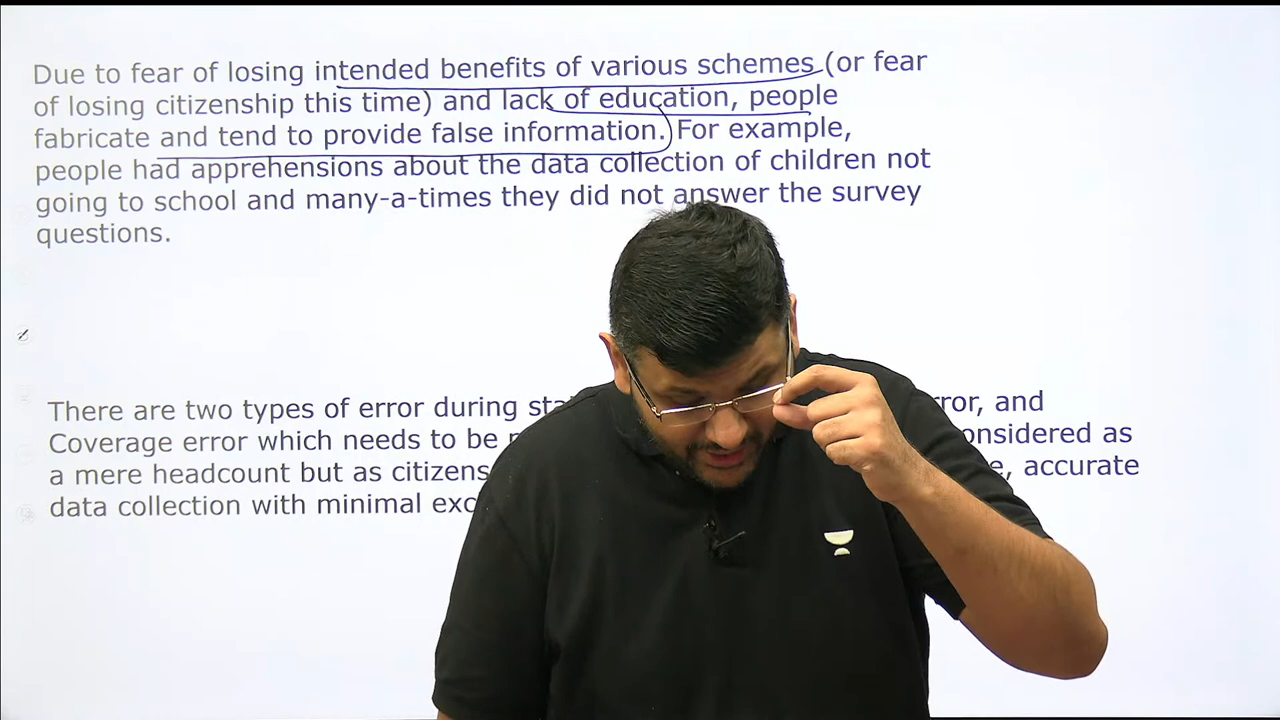 Due to fear of losing intended benefits of various schemes (or fear
of losing citizenship this time) and lack of education, people
fabricate and tend to provide false information. For example,
people had apprehensions about the data collection of children not
going to school and many-a-times they did not answer the survey
questions.
There are two types of error during and
Coverage error which needs to be as
a mere headcount but as citizens accurate
data collection with minimal